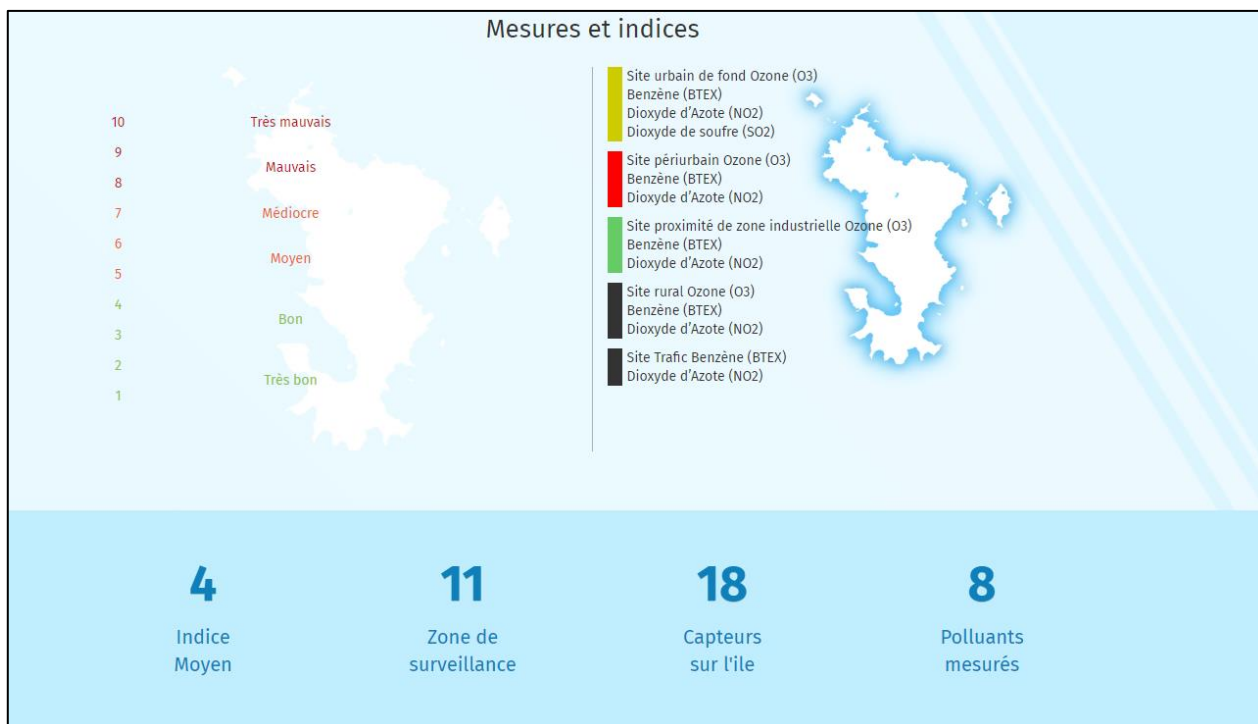 Mesures et indices
10
9
8
7
6
5
4
3
2
1
Très mauvais
Mauvais
Médiocre
Moyen
Bon
Très bon
Site urbain de fond Ozone (O3)
Benzène (BTEX)
Dioxyde d'Azote (NO2)
Dioxyde de soufre (SO2)
Site périurbain Ozone (O3)
Benzène (BTEX)
Dioxyde d'Azote (NO2)
Site proximité de zone industrielle Ozone (O3)
Benzène (BTEX)
Dioxyde d'Azote (NO2)
Site rural Ozone (O3)
Benzène (BTEX)
Dioxyde d'Azote (NO2)
Site Trafic Benzène (BTEX)
Dioxyde d'Azote (NO2)
4
Indice
Moyen
11
Zone de
surveillance
18
Capteurs
sur l'ile
8
Polluants
mesurés